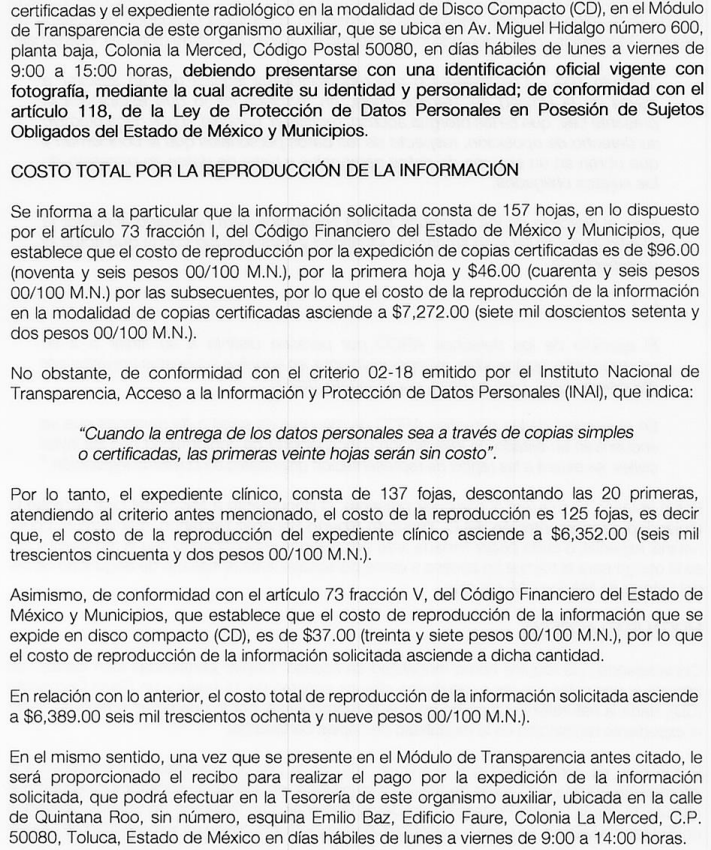 certificadas y el expediente radiológico en la modalidad de Disco Compacto (CD), en el Módulo
de Transparencia de este organismo auxiliar, que se ubica en Av. Miguel Hidalgo número 600,
planta baja, Colonia la Merced, Código Postal 50080, en días hábiles de lunes a viernes de
9:00 a 15:00 horas, debiendo presentarse con una identificación oficial vigente con
fotografía, mediante la cual acredite su identidad y personalidad; de conformidad con el
artículo 118, de la Ley de Protección de Datos Personales en Posesión de Sujetos
Obligados del Estado de México y Municipios.
COSTO TOTAL POR LA REPRODUCCIÓN DE LA INFORMACIÓN
Se informa a la particular que la información solicitada consta de 157 hojas, en lo dispuesto
por el artículo 73 fracción I, del Código Financiero del Estado de México y Municipios, que
establece que el costo de reproducción por la expedición de copias certificadas es de $96.00
(noventa y seis pesos 00/100 M.N.), por la primera hoja y $46.00 (cuarenta y seis pesos
00/100 M.N.) por las subsecuentes, por lo que el costo de la reproducción de la información
en la modalidad de copias certificadas asciende a $7,272.00 (siete mil doscientos setenta y
dos pesos 00/100 M.N.).
No obstante, de conformidad con el criterio 02-18 emitido por el Instituto Nacional de
Transparencia, Acceso a la Información y Protección de Datos Personales (INAI), que indica:
"Cuando la entrega de los datos personales sea a través de copias simples
o certificadas, las primeras veinte hojas serán sin costo".
Por lo tanto, el expediente clínico, consta de 137 fojas, descontando las 20 primeras,
atendiendo al criterio antes mencionado, el costo de la reproducción es 125 fojas, es decir
que, el costo de la reproducción del expediente clínico asciende a $6,352.00 (seis mil
trescientos cincuenta y dos pesos 00/100 M.N.).
Asimismo, de conformidad con el artículo 73 fracción V, del Código Financiero del Estado de
México y Municipios, que establece que el costo de reproducción de la información que se
expide en disco compacto (CD), es de $37.00 (treinta y siete pesos 00/100 M.N.), por lo que
el costo de reproducción de la información solicitada asciende a dicha cantidad.
En relación con lo anterior, el costo total de reproducción de la información solicitada asciende
a $6,389.00 seis mil trescientos ochenta y nueve pesos 00/100 M.N.).
En el mismo sentido, una vez que se presente en el Módulo de Transparencia antes citado, le
será proporcionado el recibo para realizar el pago por la expedición de la información
solicitada, que podrá efectuar en la Tesorería de este organismo auxiliar, ubicada en la calle
de Quintana Roo, sin número, esquina Emilio Baz, Edificio Faure, Colonia La Merced, C.P.
50080, Toluca, Estado de México en días hábiles de lunes a viernes de 9:00 a 14:00 horas.